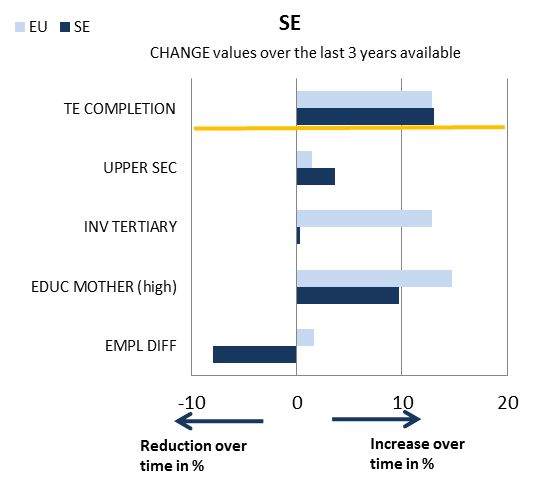 SE
EU SE
CHANGE values over the last 3 years available
TE COMPLETION
UPPER SEC
INV TERTIARY
EDUC MOTHER (high)
EMPL DIFF
-10 0 10 20
Reduction over
time in %
Increase over
time in %